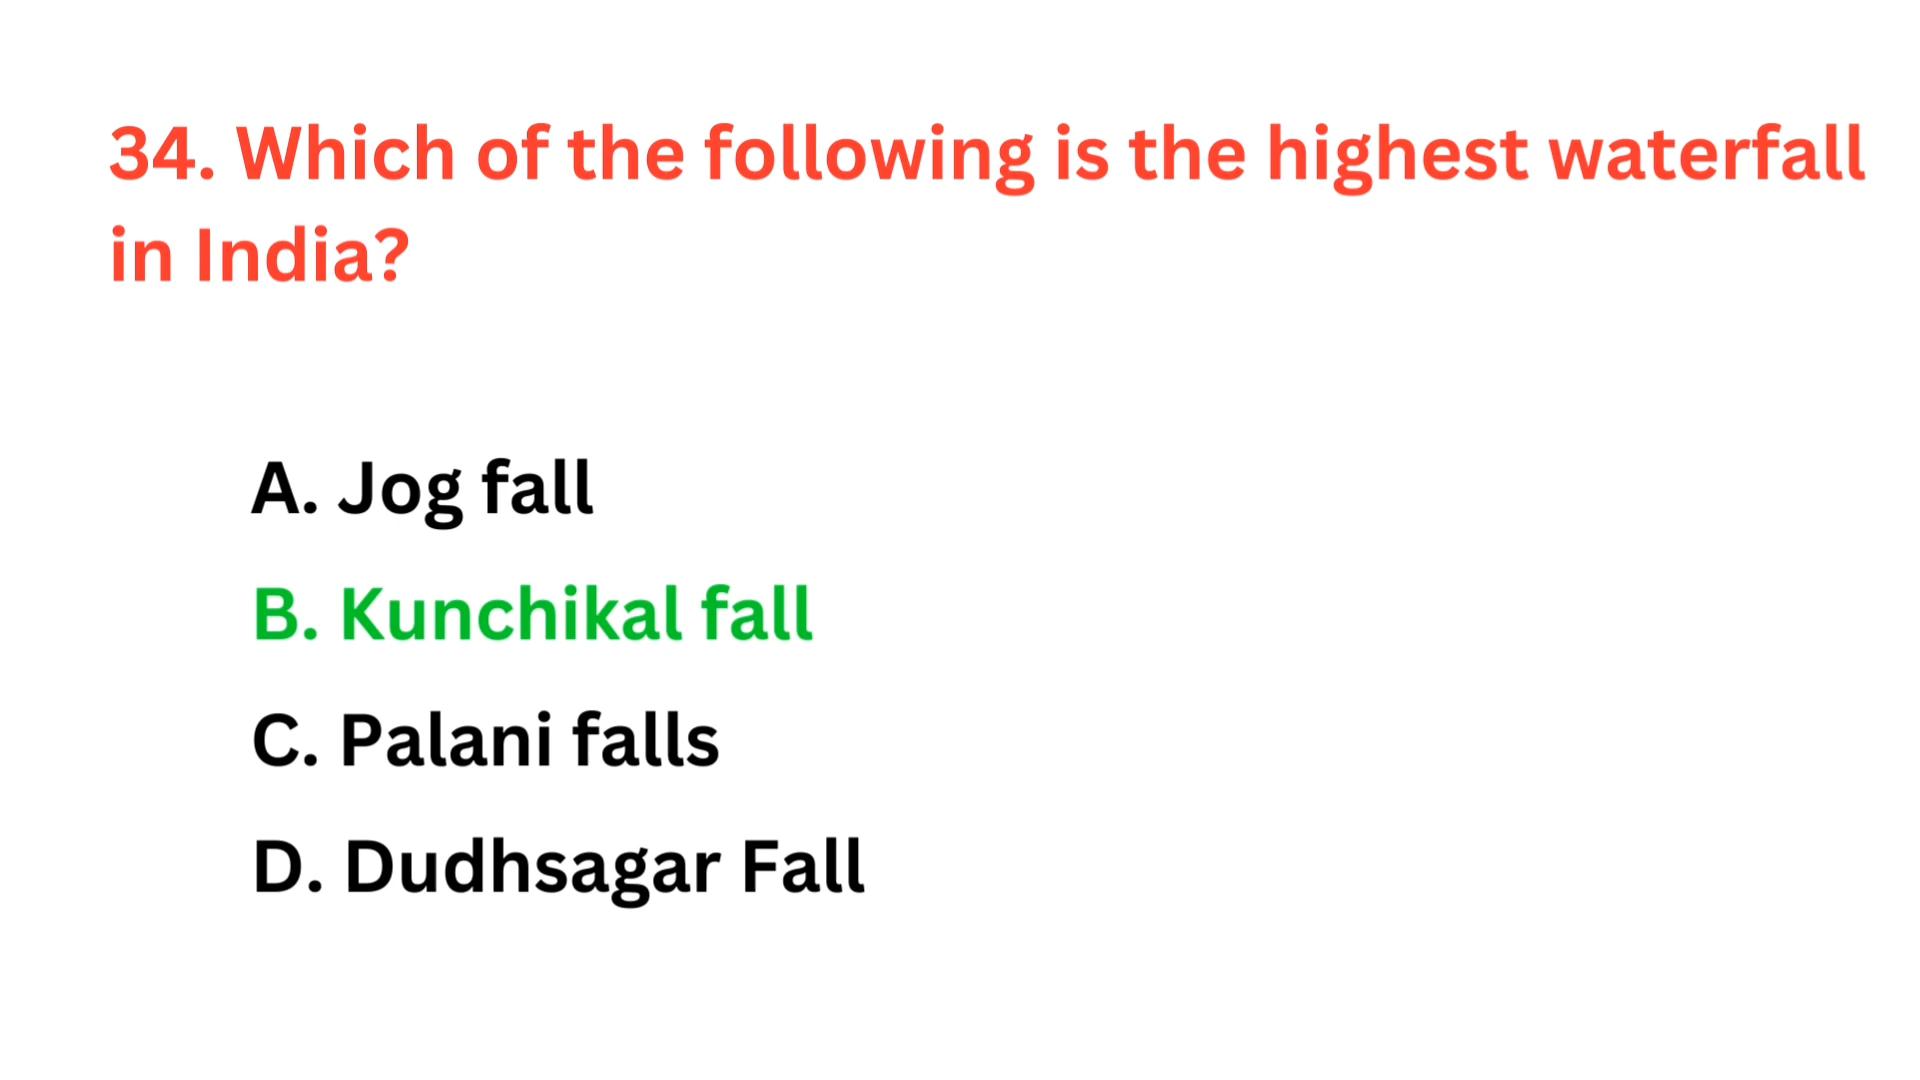 34. Which of the following is the highest waterfall
in India?
A. Jog fall
B. Kunchikal fall
C. Palani falls
D. Dudhsagar Fall